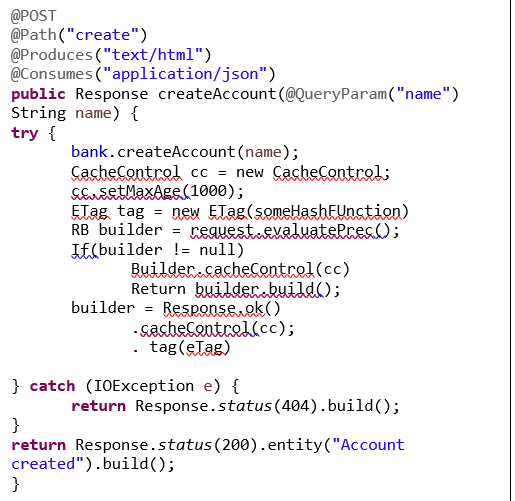 @POST
@Path("create")
@Produces("text/html")
@Consumes("application/json")
public Response createAccount(@QueryParam("name")
String name) {
try {
bank.createAccount(name);
CacheControl cc = new CacheControl;
cc.setMaxAge(1000);
ETag tag = new ETag(someHashFUnction)
RB builder = request.evaluatePrec();
If(builder != null)
Builder.cacheControl(cc)
Return builder.build();
builder = Response.ok()
.cacheControl(cc);
. tag(eTag)
} catch (IOException e) {
return Response.status(404).build();
}
return Response.status(200).entity("Account
created").build();
}